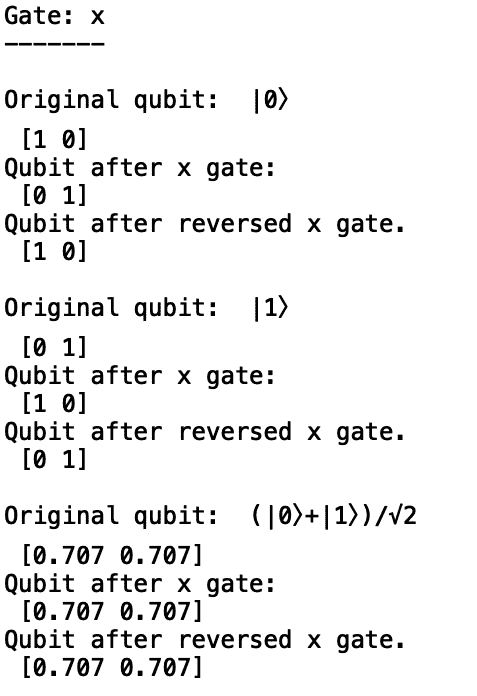 Gate: x
-------
Original qubit:  |0⟩
[1 0]
Qubit after x gate:
[0 1]
Qubit after reversed x gate.
[1 0]
Original qubit:  |1⟩
[0 1]
Qubit after x gate:
[1 0]
Qubit after reversed x gate.
[0 1]
Original qubit:  (|0⟩+|1⟩)/√2
[0.707 0.707]
Qubit after x gate:
[0.707 0.707]
Qubit after reversed x gate.
[0.707 0.707]